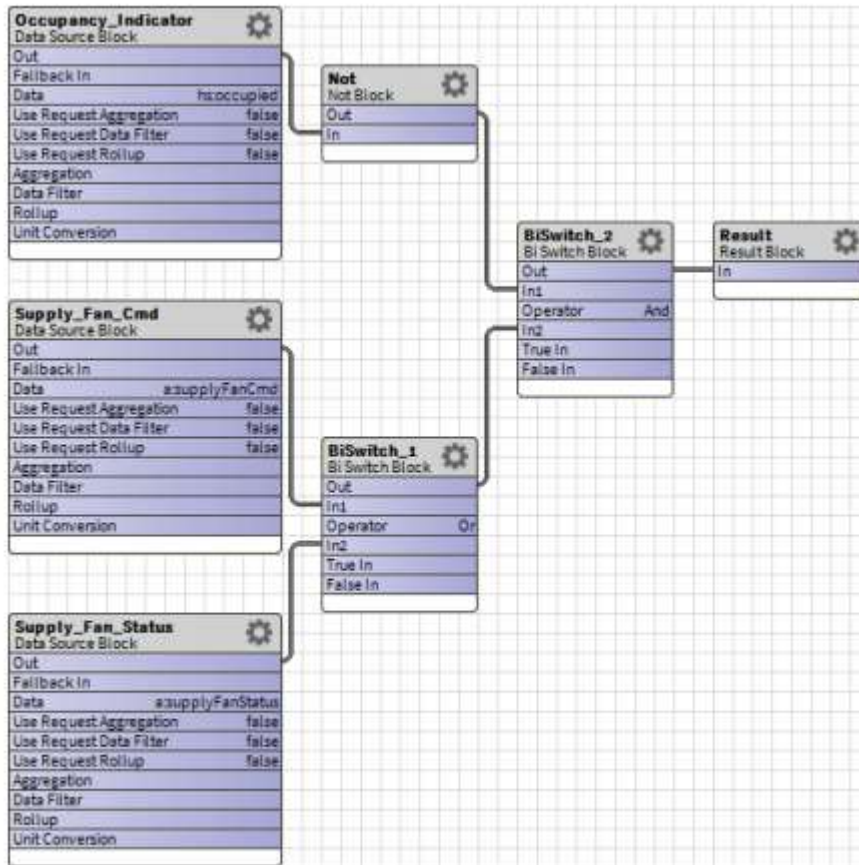 Occupancy_Indicator
Data Source Block
Out
Fallback In
Data hs:occupied
Use Request Aggregation false
Use Request Data Filter false
Use Request Rollup false
Aggregation
Data Filter
Rollup
Unit Conversion
Not
Not Block
Out
In
BiSwitch_2
Bi Switch Block
Out
In1
Operator And
In2
True In
False In
Result
Result Block
In
Supply_Fan_Cmd
Data Source Block
Out
Fallback In
Data a:supplyFanCmd
Use Request Aggregation false
Use Request Data Filter false
Use Request Rollup false
Aggregation
Data Filter
Rollup
Unit Conversion
BiSwitch_1
Bi Switch Block
Out
In1
Operator Or
In2
True In
False In
Supply_Fan_Status
Data Source Block
Out
Fallback In
Data a:supplyFanStatus
Use Request Aggregation false
Use Request Data Filter false
Use Request Rollup false
Aggregation
Data Filter
Rollup
Unit Conversion